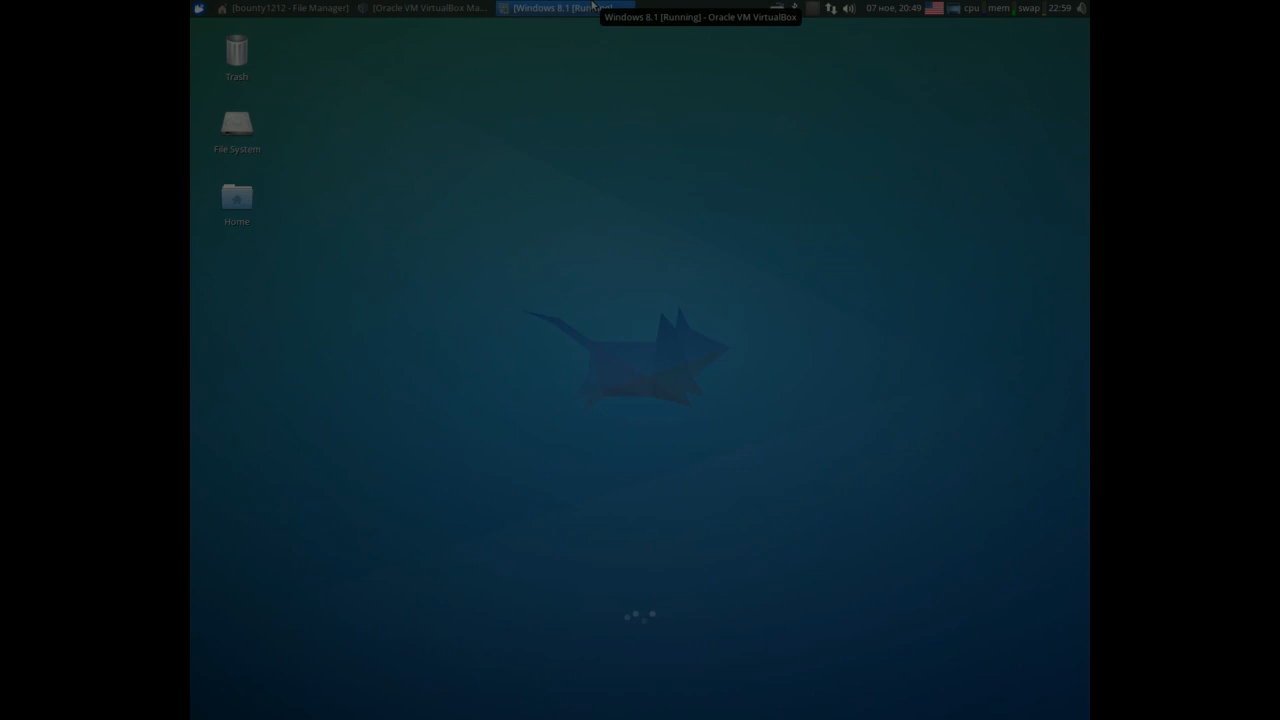 [bounty1212 - File Manager] [Oracle VM VirtualBox Ma... [Windows 8.1 [Running] 07 ное, 20:49 cpu mem swap 22:59
Windows 8.1 [Running] - Oracle VM VirtualBox
Trash
File System
Home